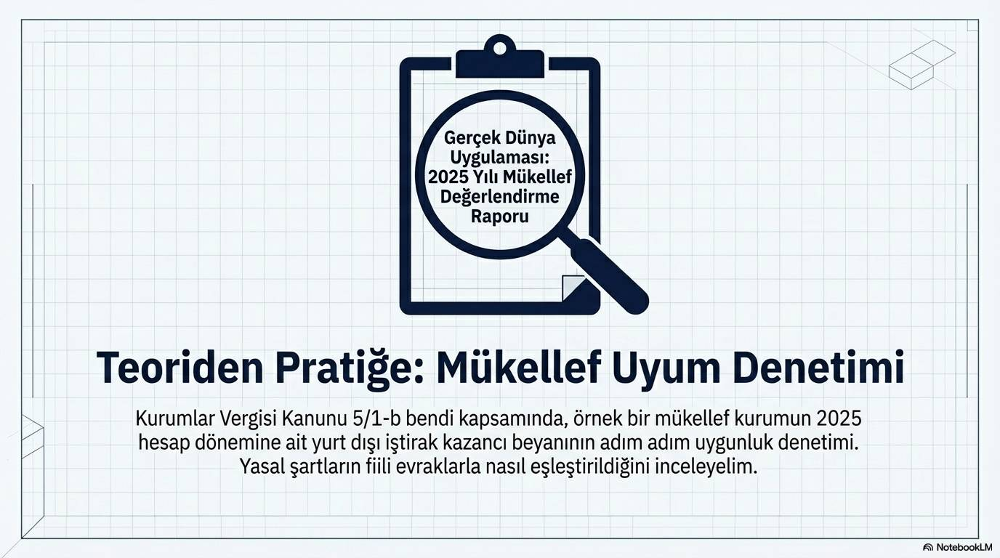 Gerçek Dünya
Uygulaması:
2025 Yılı Mükellef
Değerlendirme
Raporu
Teoriden Pratiğe: Mükellef Uyum Denetimi
Kurumlar Vergisi Kanunu 5/1-b bendi kapsamında, örnek bir mükellef kurumun 2025
hesap dönemine ait yurt dışı iştirak kazancı beyanının adım adım uygunluk denetimi.
Yasal şartların fiili evraklarla nasıl eşleştirildiğini inceleyelim.
NotebookLM